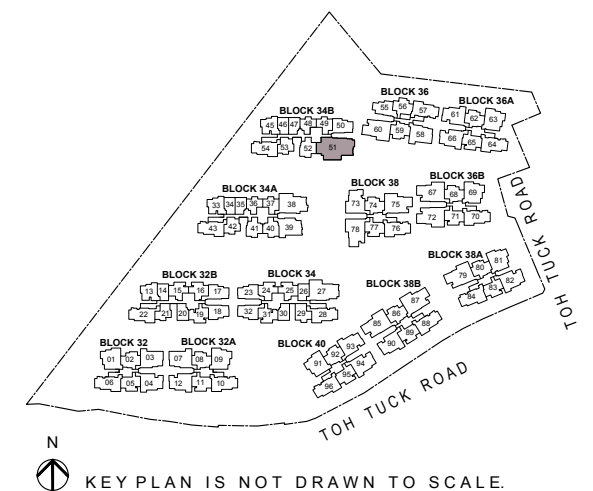 BLOCK 36
55 56 57
BLOCK 36A
61 62 63
60 59 58
66 65 64
BLOCK 34B
45 46 47 48 49 50
54 53 52 51
BLOCK 34A
33 34 35 36 37 38
43 42 41 40 39
BLOCK 38
73 74 75
78 77 76
BLOCK 36B
67 68 69
72 71 70
TOH TUCK ROAD
BLOCK 38A
79 80 81
84 83 82
BLOCK 32B
13 14 15 16 17
22 21 20 19 18
BLOCK 34
23 24 25 26 27
32 31 30 29 28
BLOCK 38B
85 86 87
90 89 88
BLOCK 32
01 02 03
06 05 04
BLOCK 32A
07 08 09
12 11 10
BLOCK 40
91 92 93
96 95 94
TOH TUCK ROAD
N
KEY PLAN IS NOT DRAWN TO SCALE.